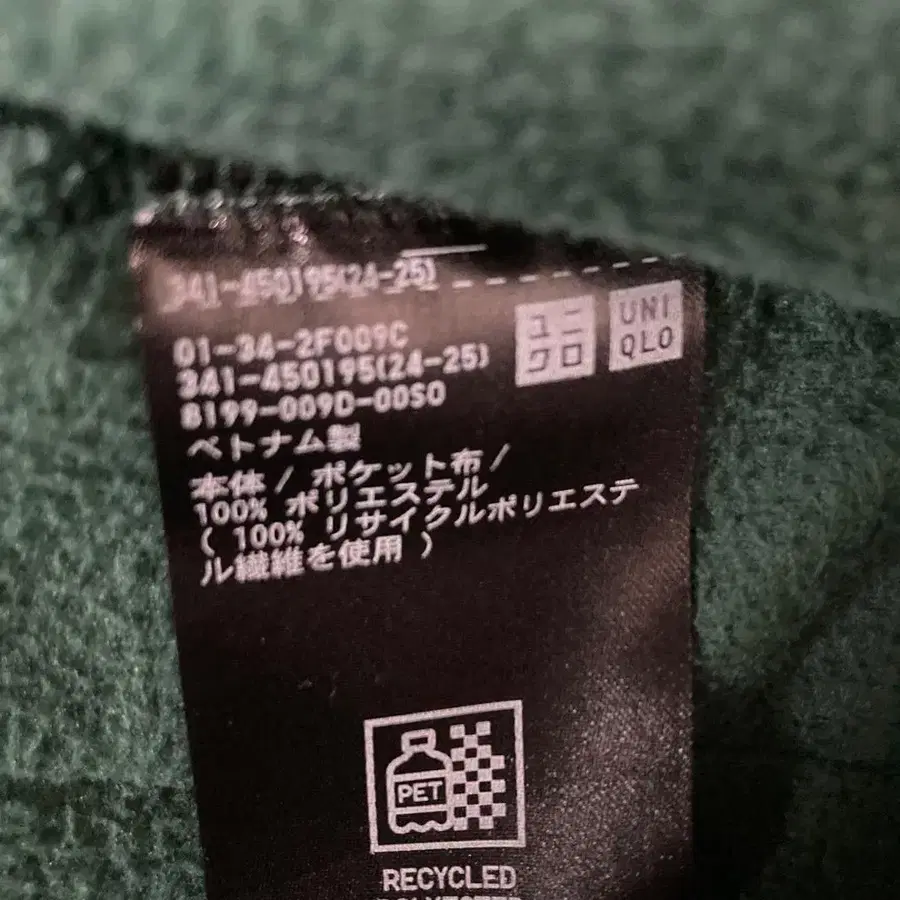 341-450195(24-25)
ユニ
クロ
UNI
QLO
01-34-2F009C
341-450195(24-25)
8199-009D-00SO
ベトナム製
本体 / ポケット布 /
100% ポリエステル
( 100% リサイクルポリエステ
ル繊維を使用 )
PET
RECYCLED